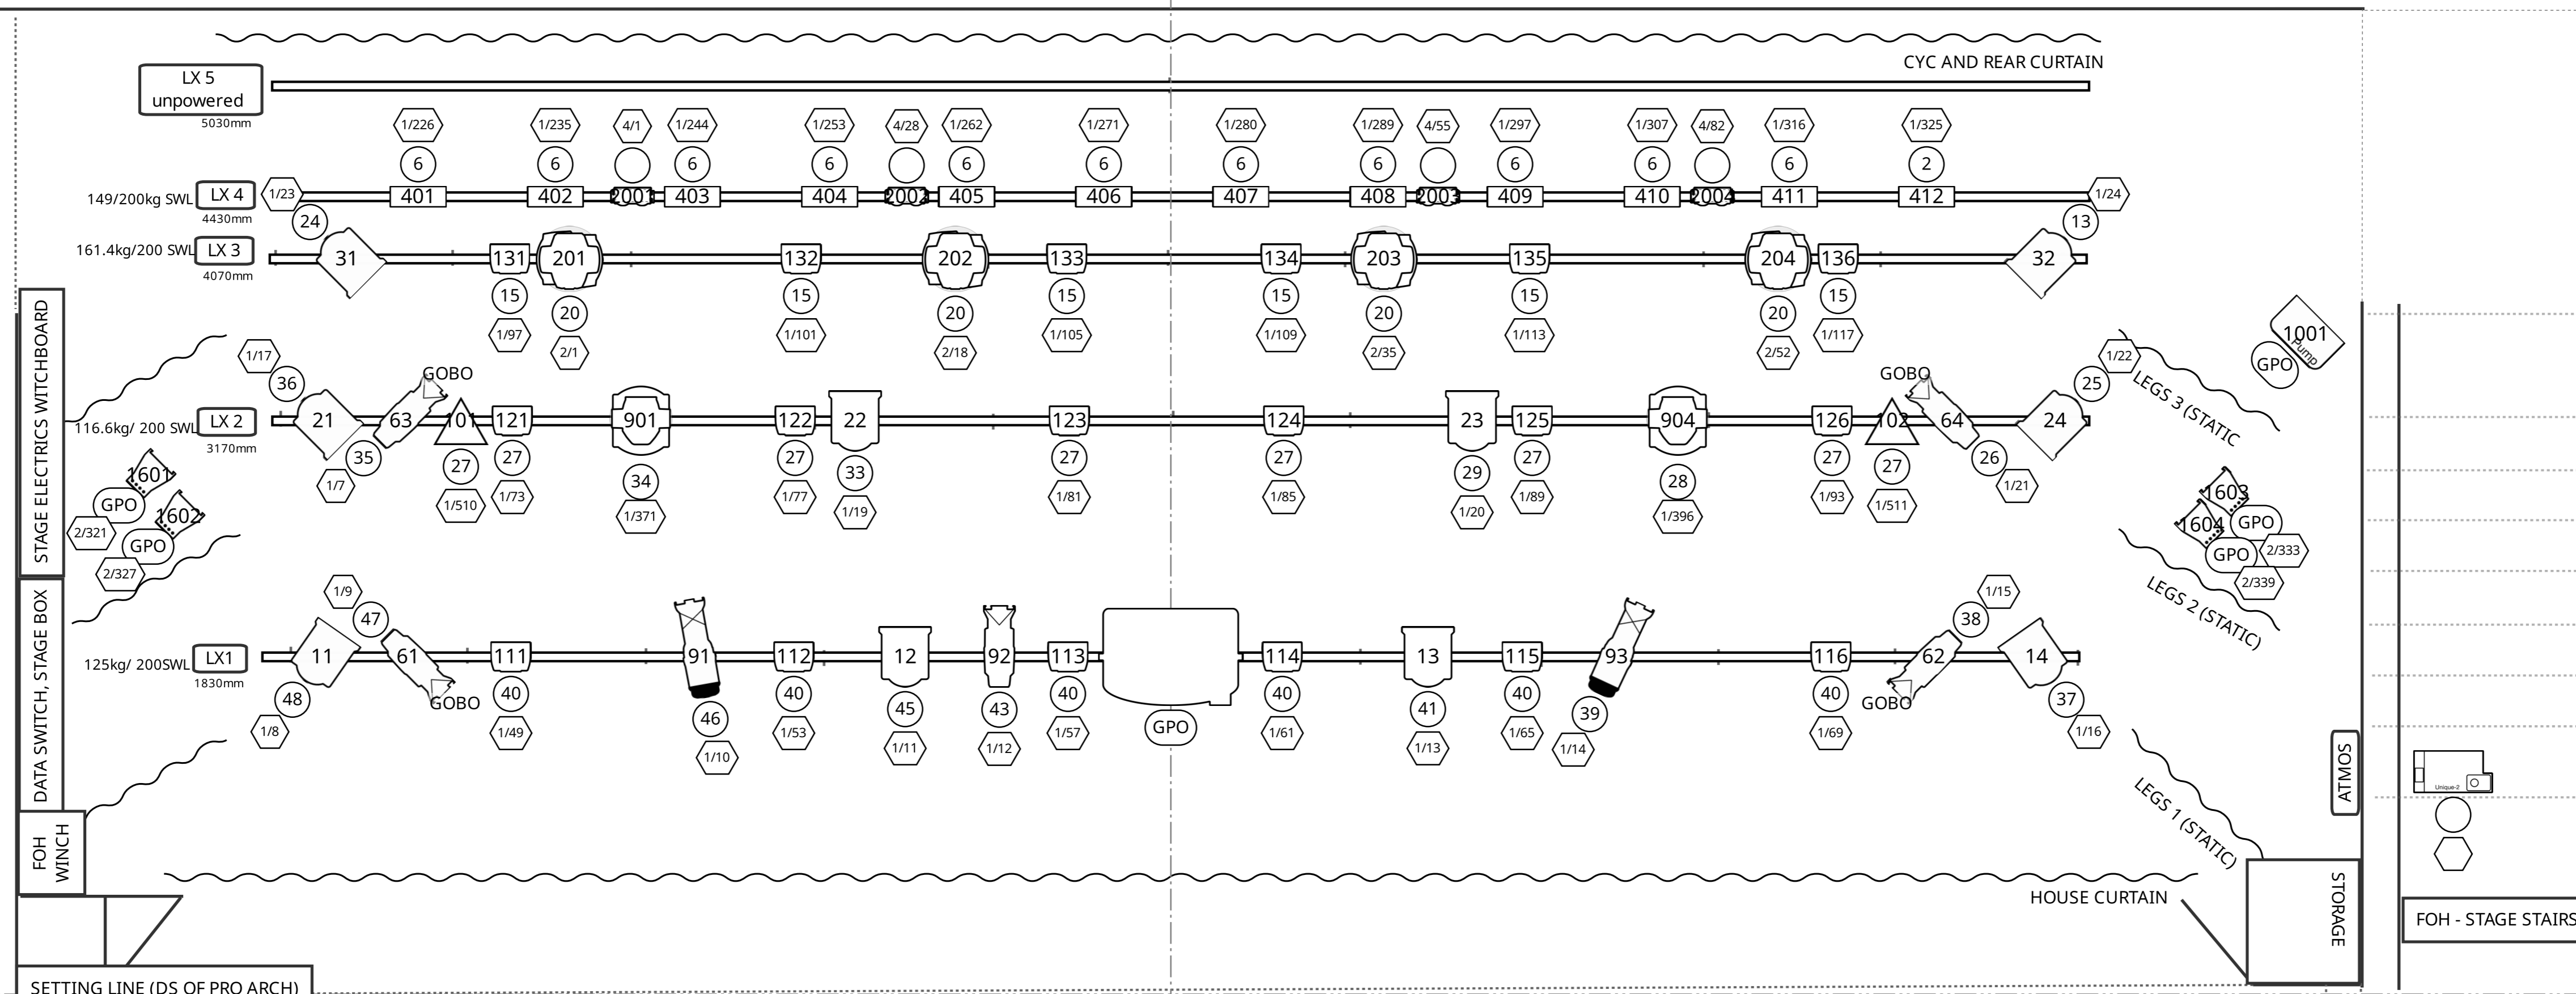 CYC AND REAR CURTAIN
LX 5
unpowered
5030mm
1/226 1/235 4/1 1/244 1/253 4/28 1/262 1/271 1/280 1/289 4/55 1/297 1/307 4/82 1/316 1/325
6 6 6 6 6 6 6 6 6 6 6 2
149/200kg SWL LX 4 1/23 401 402 2001 403 404 2002 405 406 407 408 2003 409 410 2004 411 412 1/24
4430mm
24 13
161.4kg/200 SWL LX 3 31 131 201 132 202 133 134 203 135 204 136 32
4070mm
15 20 15 20 15 15 20 15 20 15
1/97 2/1 1/101 2/18 1/105 1/109 2/35 1/113 2/52 1/117
1001
Pump
GPO
1/17 1/22
36 GOBO GOBO 25
LEGS 3 (STATIC
116.6kg/ 200 SWL LX 2 21 63 101 121 901 122 22 123 124 23 125 904 126 102 64 24
3170mm
35 27 27 34 27 33 27 27 29 27 28 27 27 26
1/7 1/510 1/73 1/371 1/77 1/19 1/81 1/85 1/20 1/89 1/396 1/93 1/511 1/21
STAGE ELECTRICS WITCHBOARD
1601
GPO
1602
2/321
GPO
2/327
1603
1604 GPO
GPO 2/333
2/339
LEGS 2 (STATIC)
DATA SWITCH, STAGE BOX
1/9 1/15
47 38
125kg/ 200SWL LX1 11 61 111 91 112 12 92 113 114 13 115 93 116 62 14
1830mm
48 GOBO 40 46 40 45 43 40 GPO 40 41 40 39 40 GOBO 37
1/8 1/49 1/10 1/53 1/11 1/12 1/57 1/61 1/13 1/65 1/14 1/69 1/16
ATMOS
LEGS 1 (STATIC)
Unique-2
FOH
WINCH
HOUSE CURTAIN
STORAGE
FOH - STAGE STAIRS
SETTING LINE (DS OF PRO ARCH)